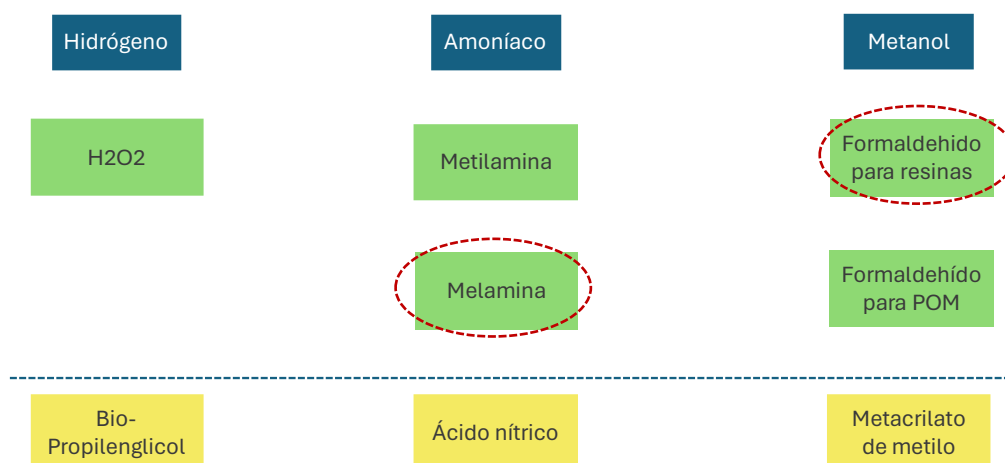 Hidrógeno
Amoníaco
Metanol
H2O2
Metilamina
Formaldehido
para resinas
Melamina
Formaldehído
para POM
Bio-
Propilenglicol
Ácido nítrico
Metacrilato
de metilo